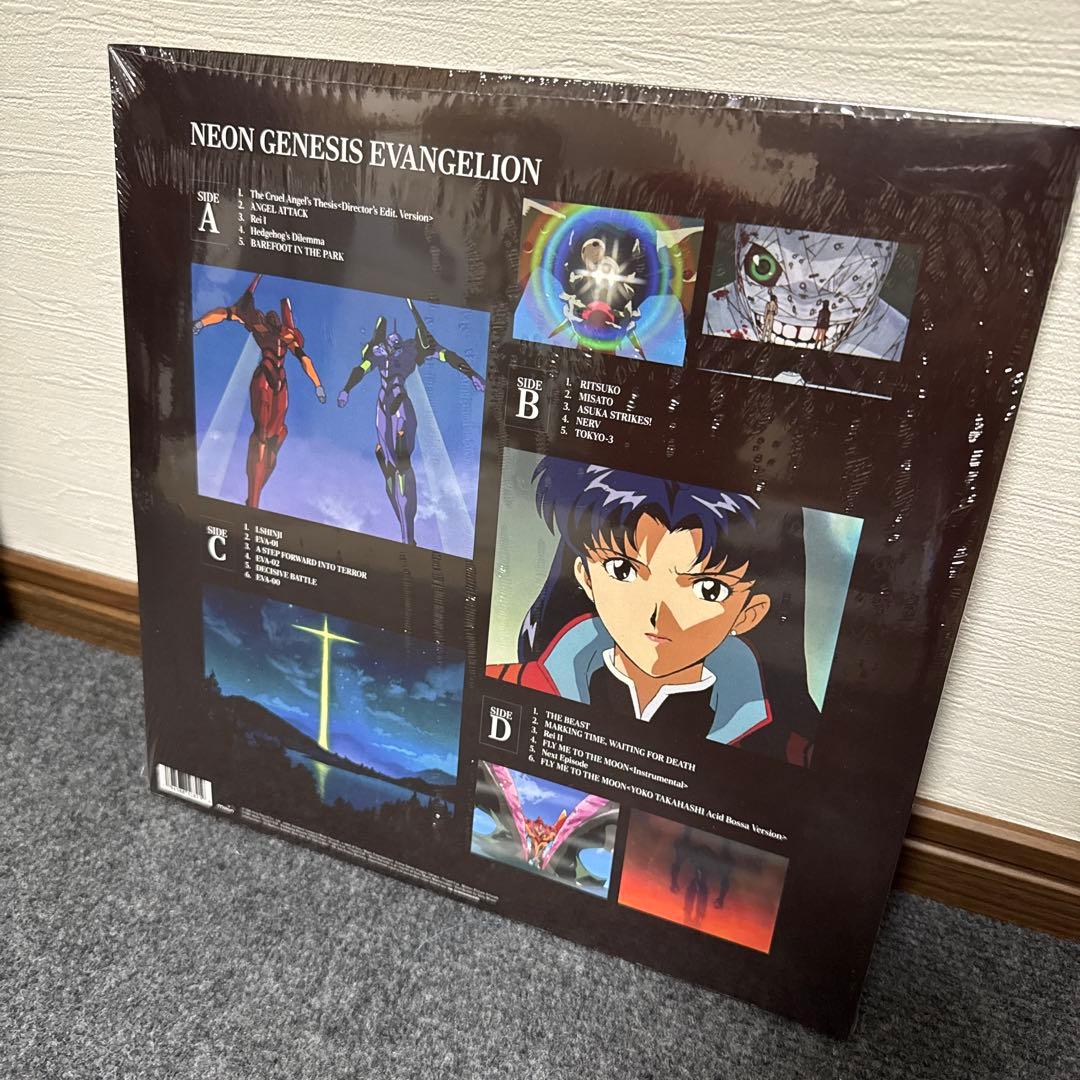 NEON GENESIS EVANGELION
SIDE A
1. The Cruel Angel's Thesis<Director's Edit. Version>
2. ANGEL ATTACK
3. Rei I
4. Hedgehog's Dilemma
5. BAREFOOT IN THE PARK
SIDE B
1. RITSUKO
2. MISATO
3. ASUKA STRIKES!
4. NERV
5. TOKYO-3
SIDE C
1. I.SHINJI
2. EVA-01
3. A STEP FORWARD INTO TERROR
4. EVA-02
5. DECISIVE BATTLE
6. EVA-00
SIDE D
1. THE BEAST
2. MARKING TIME, WAITING FOR DEATH
3. Rei II
4. FLY ME TO THE MOON<Instrumental>
5. Next Episode
6. FLY ME TO THE MOON<YOKO TAKAHASHI Acid Bossa Version>